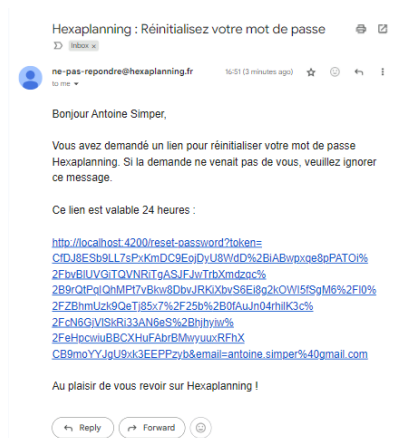 Hexaplanning : Réinitialisez votre mot de passe
Inbox x
ne-pas-repondre@hexaplanning.fr 16:51 (3 minutes ago)
to me
Bonjour Antoine Simper,
Vous avez demandé un lien pour réinitialiser votre mot de passe
Hexaplanning. Si la demande ne venait pas de vous, veuillez ignorer
ce message.
Ce lien est valable 24 heures :
http://localhost:4200/reset-password?token=
CfDJ8ESb9LL7sPxKmDC9EojDyU8WdD%2BiABwpxqe8pPATOi%
2FbvBlUVGiTQVNRiTgASJFJwTrbXmdzqc%
2B9rQtPqlQhMPt7vBkw8DbvJRKiXbvS6Ei8g2kOWl5fSgM6%2Fl0%
2FZBhmUzk9QeTj85x7%2F25b%2B0fAuJn04rhilK3c%
2FcN6GjVlSkRi33AN6eS%2Bhjhyiw%
2FeHpcwiuBBCXHuFAbrBMwyuuxRFhX
CB9moYYJgU9xk3EEPPzyb&email=antoine.simper%40gmail.com
Au plaisir de vous revoir sur Hexaplanning !
Reply Forward